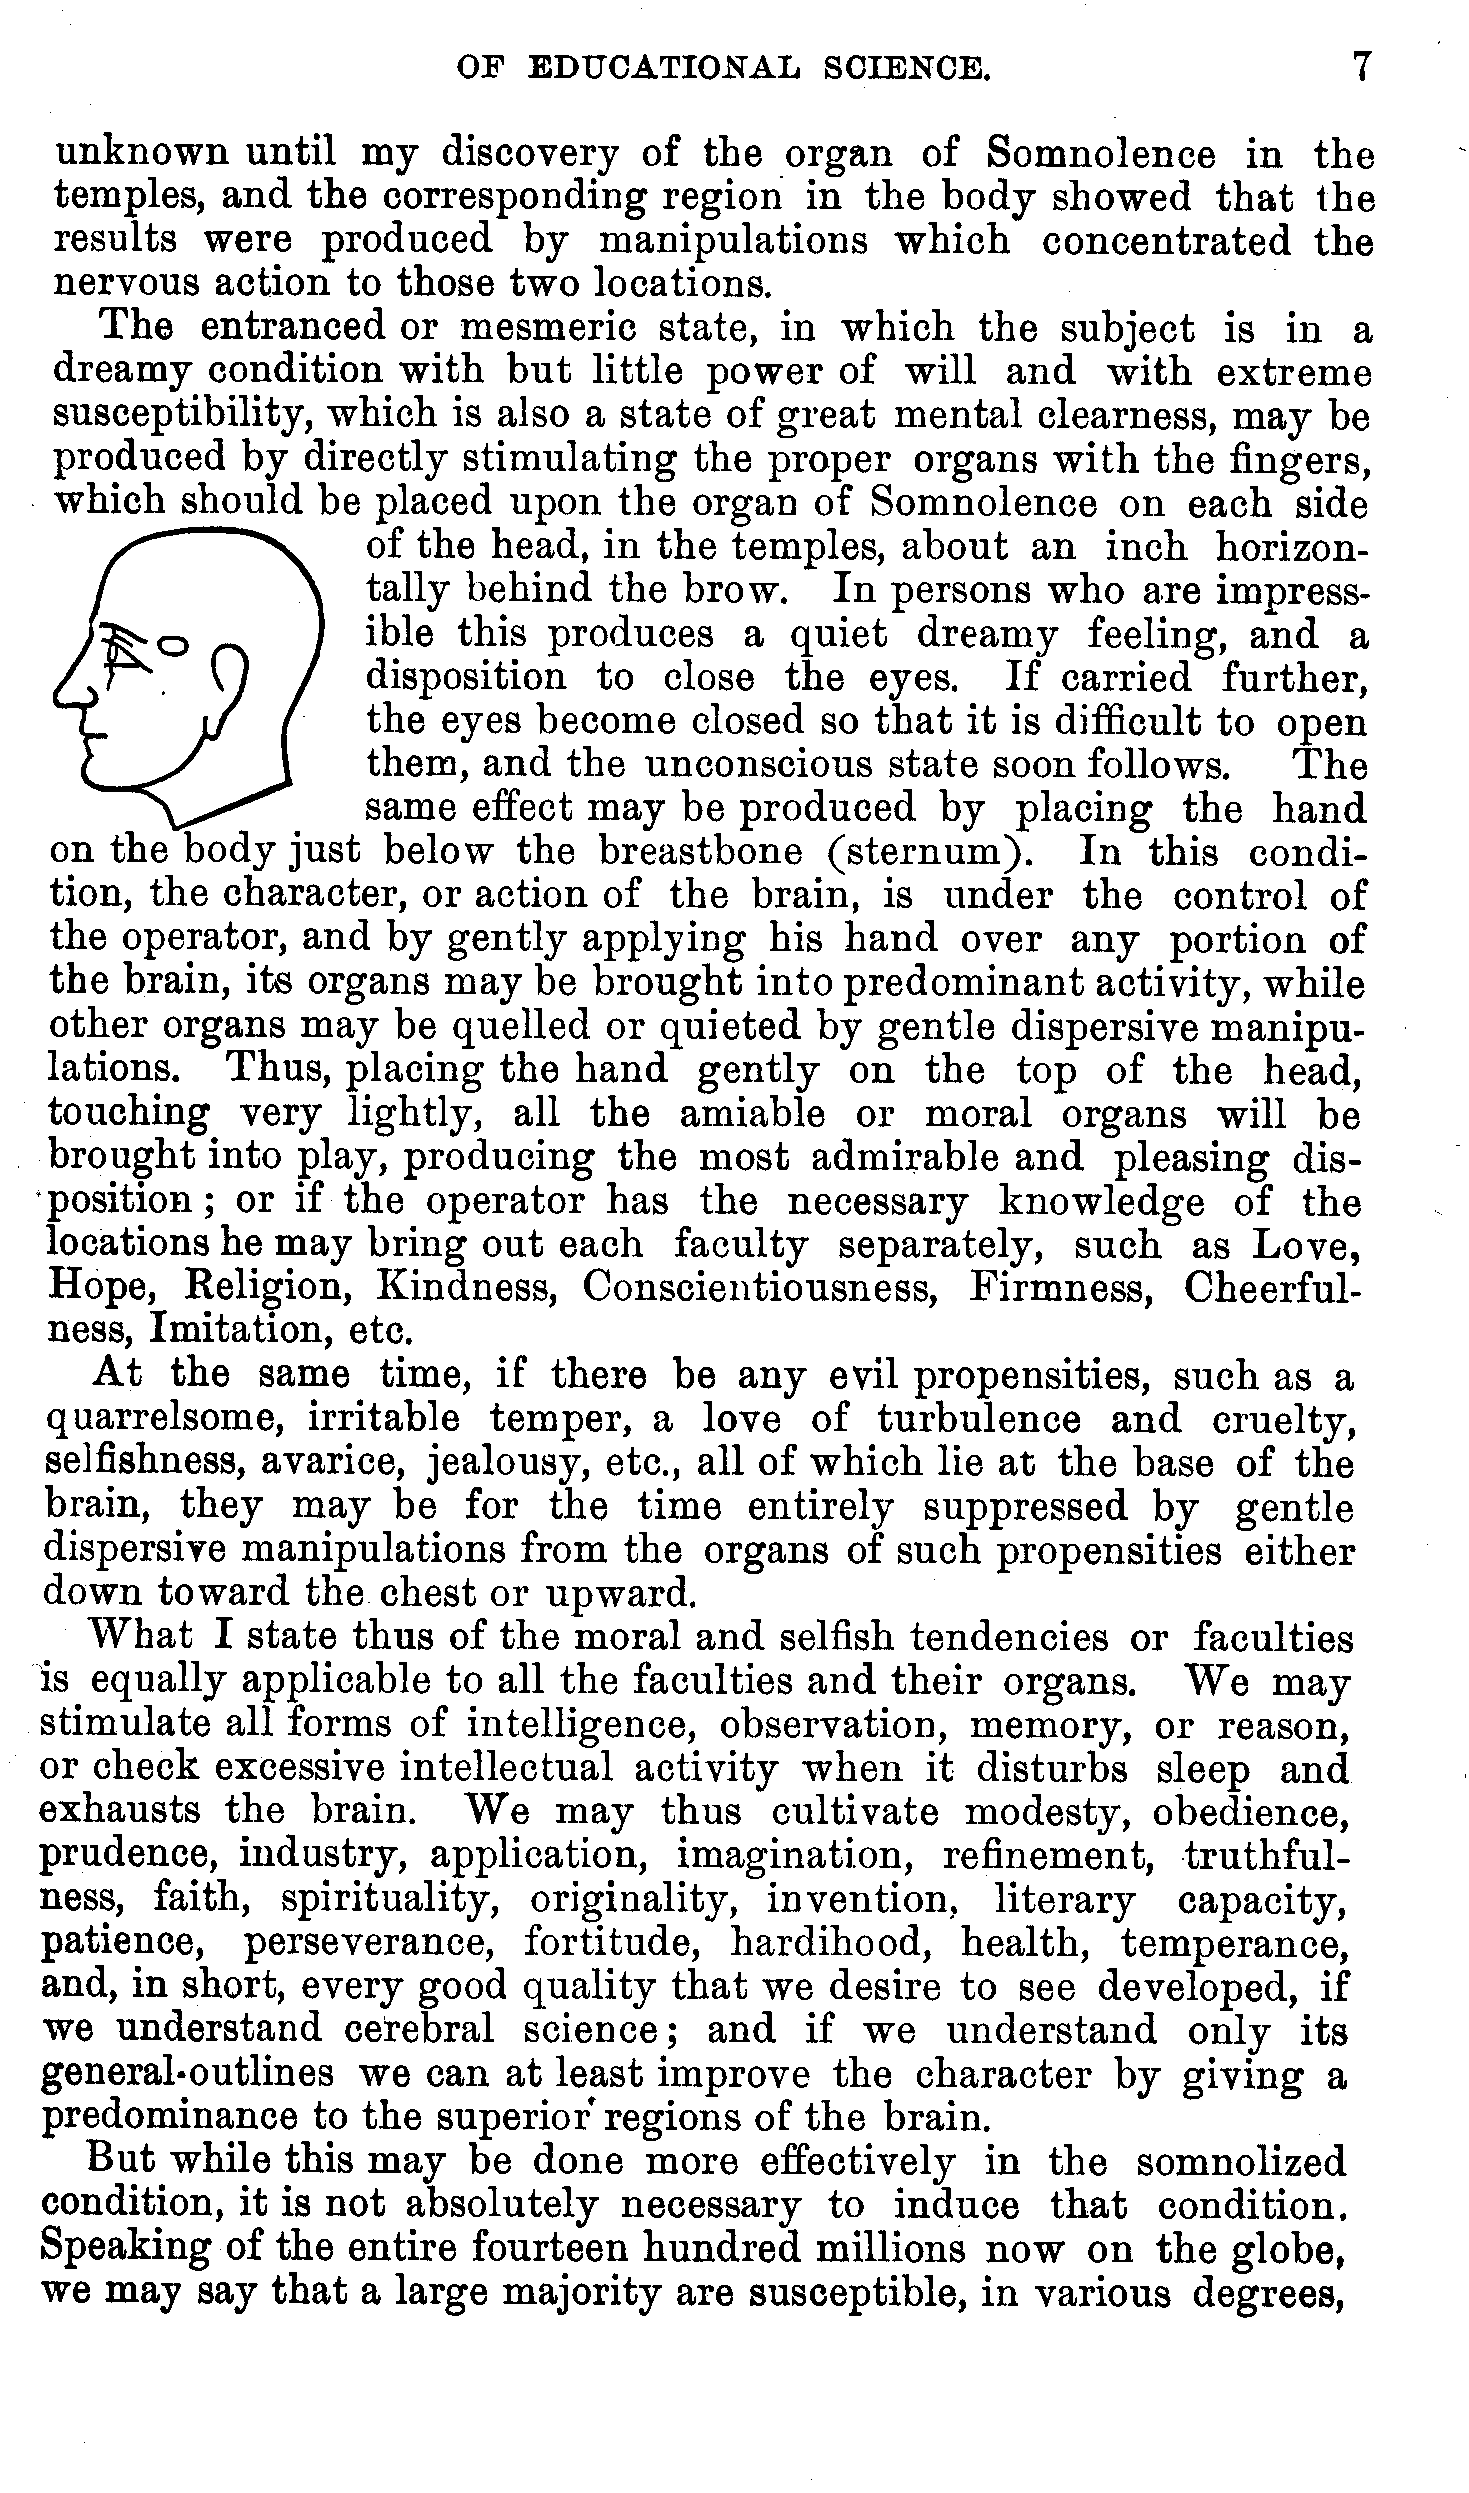 OF EDUCATIONAL SCIENCE. 7
unknown until my discovery of the organ of Somnolence in the
temples, and the corresponding region in the body showed that the
results were produced by manipulations which concentrated the
nervous action to those two locations.
The entranced or mesmeric state, in which the subject is in a
dreamy condition with but little power of will and with extreme
susceptibility, which is also a state of great mental clearness, may be
produced by directly stimulating the proper organs with the fingers,
which should be placed upon the organ of Somnolence on each side
of the head, in the temples, about an inch horizon-
tally behind the brow. In persons who are impress-
ible this produces a quiet dreamy feeling, and a
disposition to close the eyes. If carried further,
the eyes become closed so that it is difficult to open
them, and the unconscious state soon follows. The
same effect may be produced by placing the hand
on the body just below the breastbone (sternum). In this condi-
tion, the character, or action of the brain, is under the control of
the operator, and by gently applying his hand over any portion of
the brain, its organs may be brought into predominant activity, while
other organs may be quelled or quieted by gentle dispersive manipu-
lations. Thus, placing the hand gently on the top of the head,
touching very lightly, all the amiable or moral organs will be
brought into play, producing the most admirable and pleasing dis-
position; or if the operator has the necessary knowledge of the
locations he may bring out each faculty separately, such as Love,
Hope, Religion, Kindness, Conscientiousness, Firmness, Cheerful-
ness, Imitation, etc.
At the same time, if there be any evil propensities, such as a
quarrelsome, irritable temper, a love of turbulence and cruelty,
selfishness, avarice, jealousy, etc., all of which lie at the base of the
brain, they may be for the time entirely suppressed by gentle
dispersive manipulations from the organs of such propensities either
down toward the chest or upward.
What I state thus of the moral and selfish tendencies or faculties
is equally applicable to all the faculties and their organs. We may
stimulate all forms of intelligence, observation, memory, or reason,
or check excessive intellectual activity when it disturbs sleep and
exhausts the brain. We may thus cultivate modesty, obedience,
prudence, industry, application, imagination, refinement, truthful-
ness, faith, spirituality, originality, invention, literary capacity,
patience, perseverance, fortitude, hardihood, health, temperance,
and, in short, every good quality that we desire to see developed, if
we understand cerebral science; and if we understand only its
general outlines we can at least improve the character by giving a
predominance to the superior regions of the brain.
But while this may be done more effectively in the somnolized
condition, it is not absolutely necessary to induce that condition.
Speaking of the entire fourteen hundred millions now on the globe,
we may say that a large majority are susceptible, in various degrees,